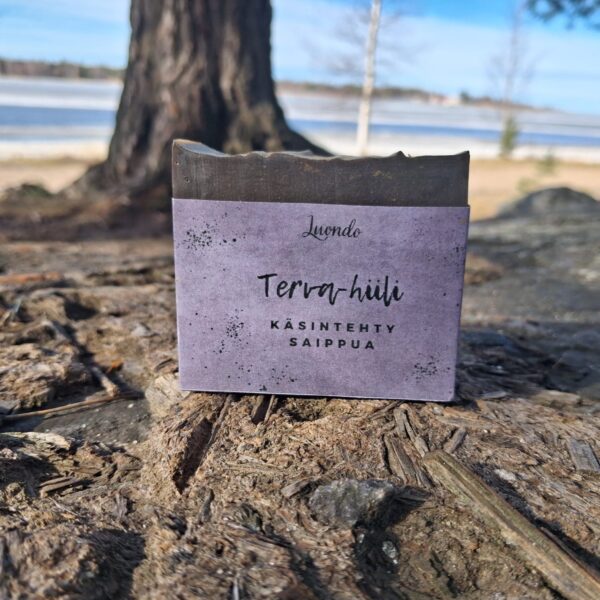 Luondo
Terva-hiili
KÄSINTEHTY
SAIPPUA